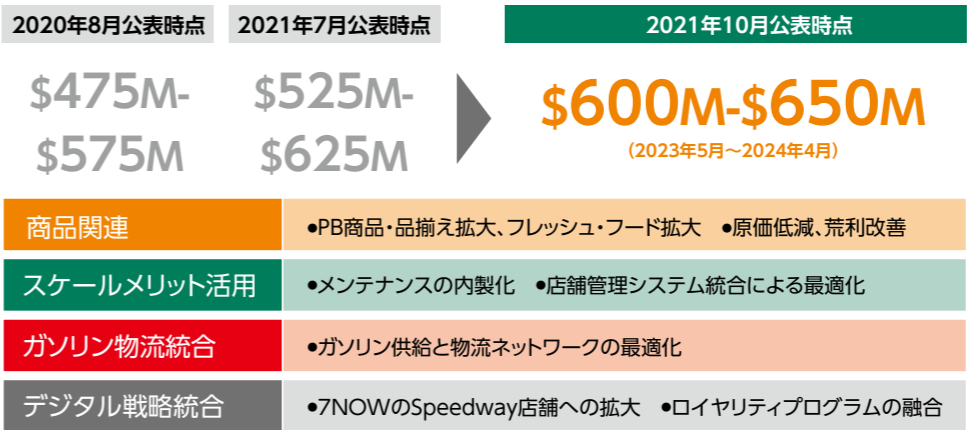 2020年8月公表時点
2021年7月公表時点
2021年10月公表時点
$475M-
$575M
$525M-
$625M
$600M-$650M
(2023年5月~2024年4月)
商品関連
●PB商品・品揃え拡大、フレッシュ・フード拡大 ●原価低減、荒利改善
スケールメリット活用
●メンテナンスの内製化 ●店舗管理システム統合による最適化
ガソリン物流統合
●ガソリン供給と物流ネットワークの最適化
デジタル戦略統合
●7NOWのSpeedway店舗への拡大 ●ロイヤリティプログラムの融合